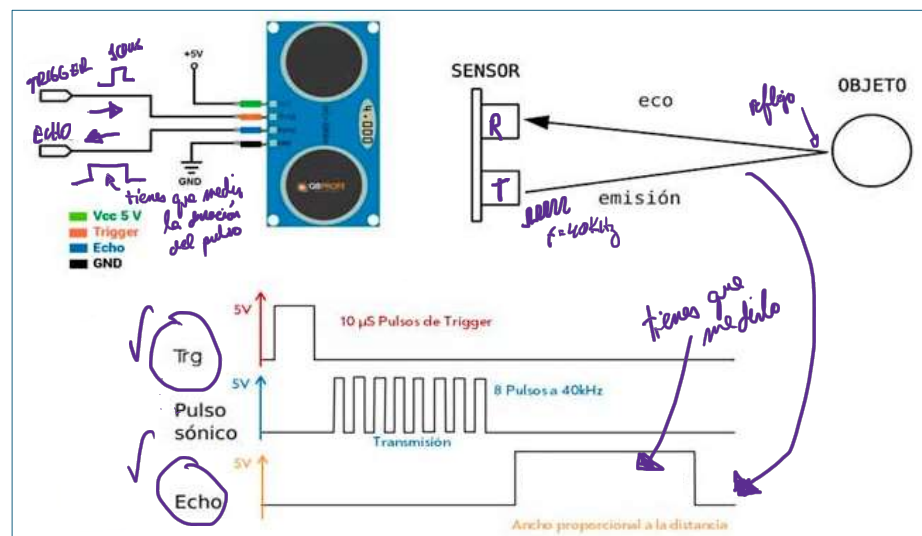 TRIGGER 10us
+5V
ECHO
GND
tienes que medir
la duración
del pulso
Vcc 5 V
Trigger
Echo
GND
SENSOR
OBJETO
eco
reflejo
R
T
emisión
f=40KHz
tienes que
medirlo
5V
10 µS Pulsos de Trigger
Trg
5V
8 Pulsos a 40kHz
Pulso
sónico
Transmisión
5V
Echo
Ancho proporcional a la distancia